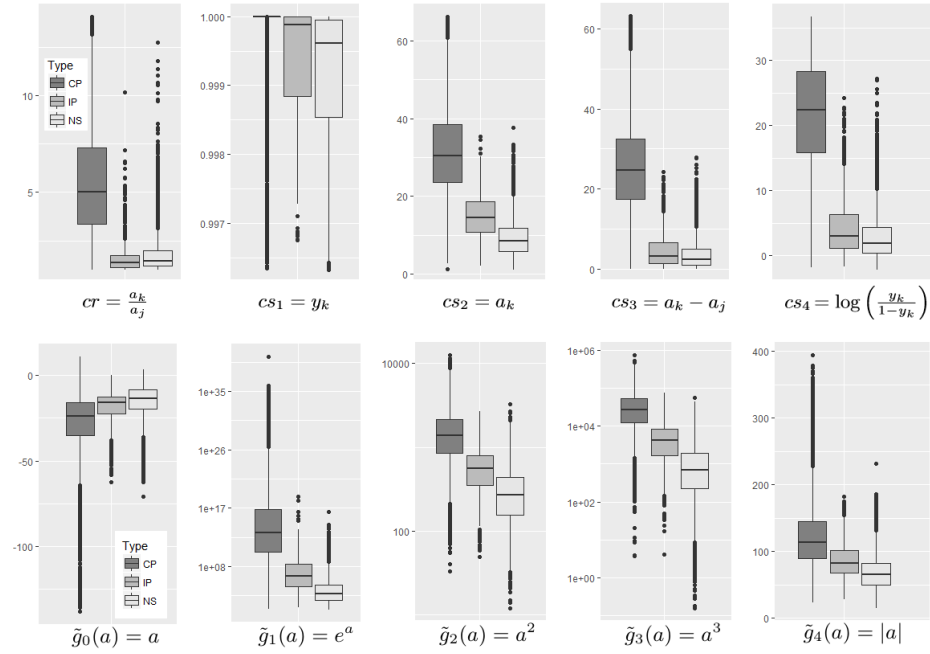 Type
CP
IP
NS
10
5
cr = a_k / a_j
1.000
0.999
0.998
0.997
cs_1 = y_k
60
40
20
0
cs_2 = a_k
60
40
20
0
cs_3 = a_k − a_j
30
20
10
0
cs_4 = log ( y_k / 1−y_k )
0
-50
-100
Type
CP
IP
NS
g̃_0(a) = a
1e+35
1e+26
1e+17
1e+08
g̃_1(a) = e^a
10000
100
g̃_2(a) = a^2
1e+06
1e+04
1e+02
1e+00
g̃_3(a) = a^3
400
300
200
100
0
g̃_4(a) = |a|